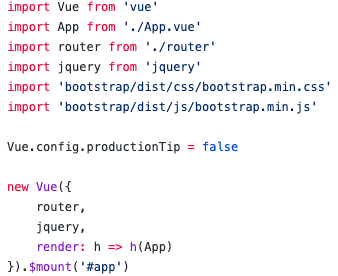 import Vue from 'vue'
import App from './App.vue'
import router from './router'
import jquery from 'jquery'
import 'bootstrap/dist/css/bootstrap.min.css'
import 'bootstrap/dist/js/bootstrap.min.js'

Vue.config.productionTip = false

new Vue({
    router,
    jquery,
    render: h => h(App)
}).$mount('#app')